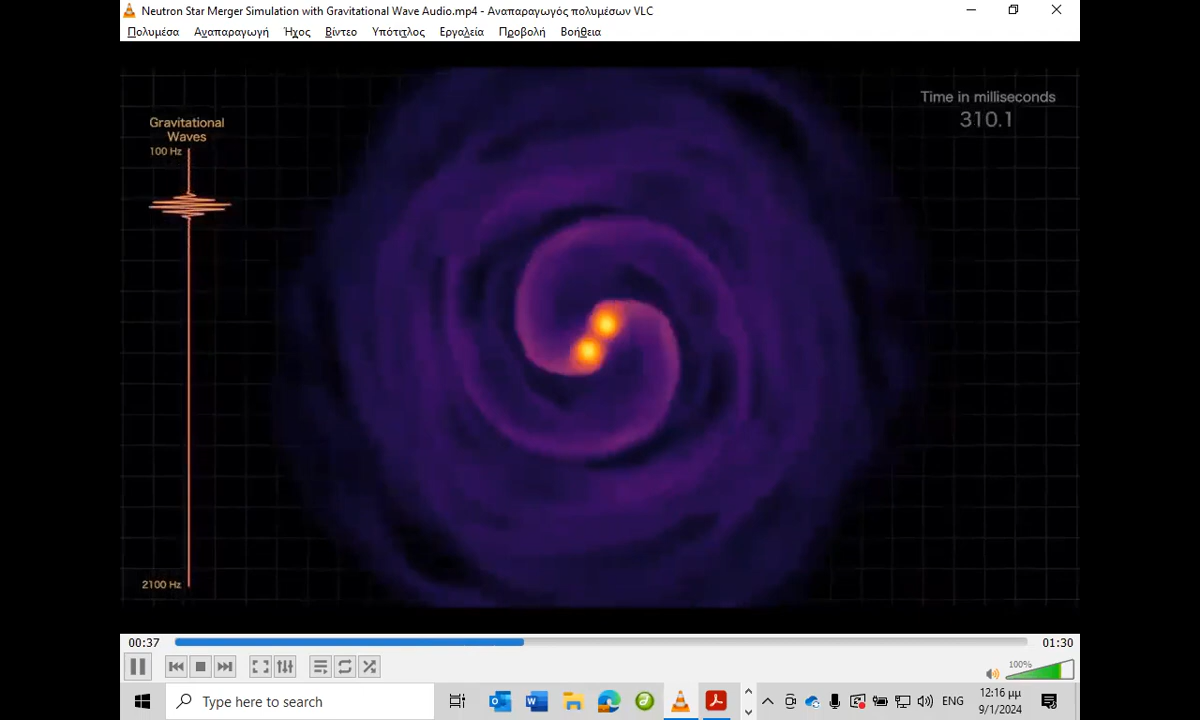 Neutron Star Merger Simulation with Gravitational Wave Audio.mp4 - Αναπαραγωγός πολυμέσων VLC
Πολυμέσα Αναπαραγωγή Ήχος Βίντεο Υπότιτλος Εργαλεία Προβολή Βοήθεια
Time in milliseconds
310.1
Gravitational
Waves
100 Hz
2100 Hz
00:37
01:30
100%
Type here to search
ENG
12:16 μμ
9/1/2024